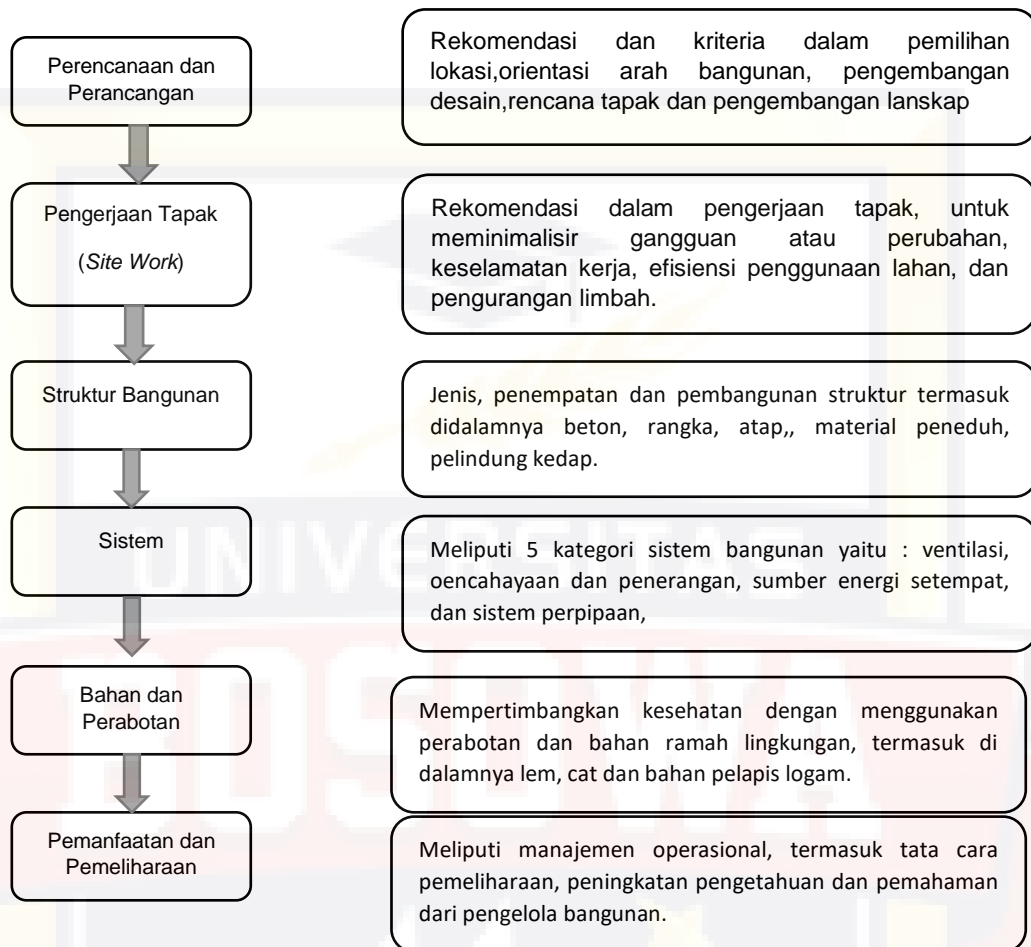 Perencanaan dan
Perancangan
Rekomendasi dan kriteria dalam pemilihan
lokasi,orientasi arah bangunan, pengembangan
desain,rencana tapak dan pengembangan lanskap
Pengerjaan Tapak
(Site Work)
Rekomendasi dalam pengerjaan tapak, untuk
meminimalisir gangguan atau perubahan,
keselamatan kerja, efisiensi penggunaan lahan, dan
pengurangan limbah.
Struktur Bangunan
Jenis, penempatan dan pembangunan struktur termasuk
didalamnya beton, rangka, atap,, material peneduh,
pelindung kedap.
Sistem
Meliputi 5 kategori sistem bangunan yaitu : ventilasi,
oencahayaan dan penerangan, sumber energi setempat,
dan sistem perpipaan,
Bahan dan
Perabotan
Mempertimbangkan kesehatan dengan menggunakan
perabotan dan bahan ramah lingkungan, termasuk di
dalamnya lem, cat dan bahan pelapis logam.
Pemanfaatan dan
Pemeliharaan
Meliputi manajemen operasional, termasuk tata cara
pemeliharaan, peningkatan pengetahuan dan pemahaman
dari pengelola bangunan.
UNIVERSITAS
BOSOWA